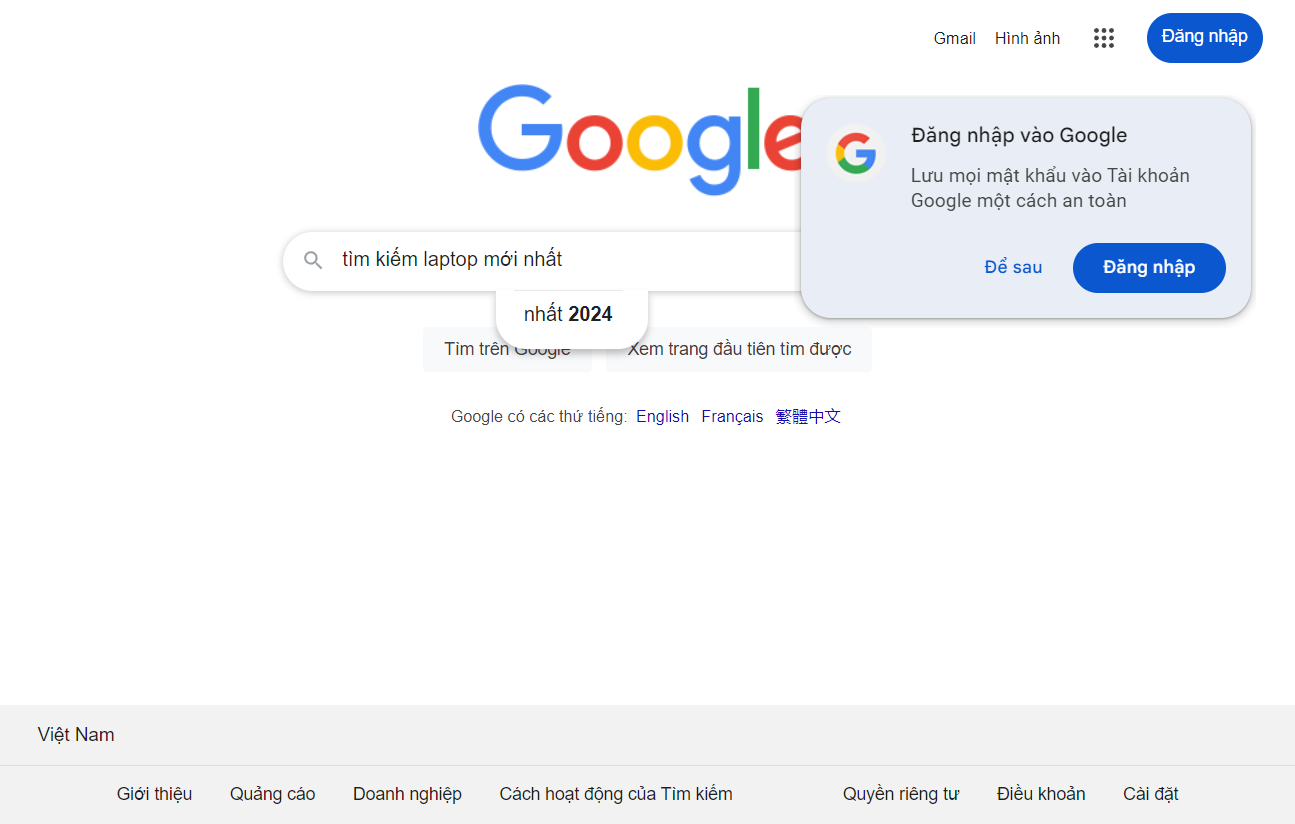 Gmail Hình ảnh Đăng nhập
Google
Đăng nhập vào Google
Lưu mọi mật khẩu vào Tài khoản
Google một cách an toàn
Để sau Đăng nhập
tìm kiếm laptop mới nhất
nhất 2024
Tìm trên Google Xem trang đầu tiên tìm được
Google có các thứ tiếng: English Français 繁體中文
Việt Nam
Giới thiệu Quảng cáo Doanh nghiệp Cách hoạt động của Tìm kiếm Quyền riêng tư Điều khoản Cài đặt